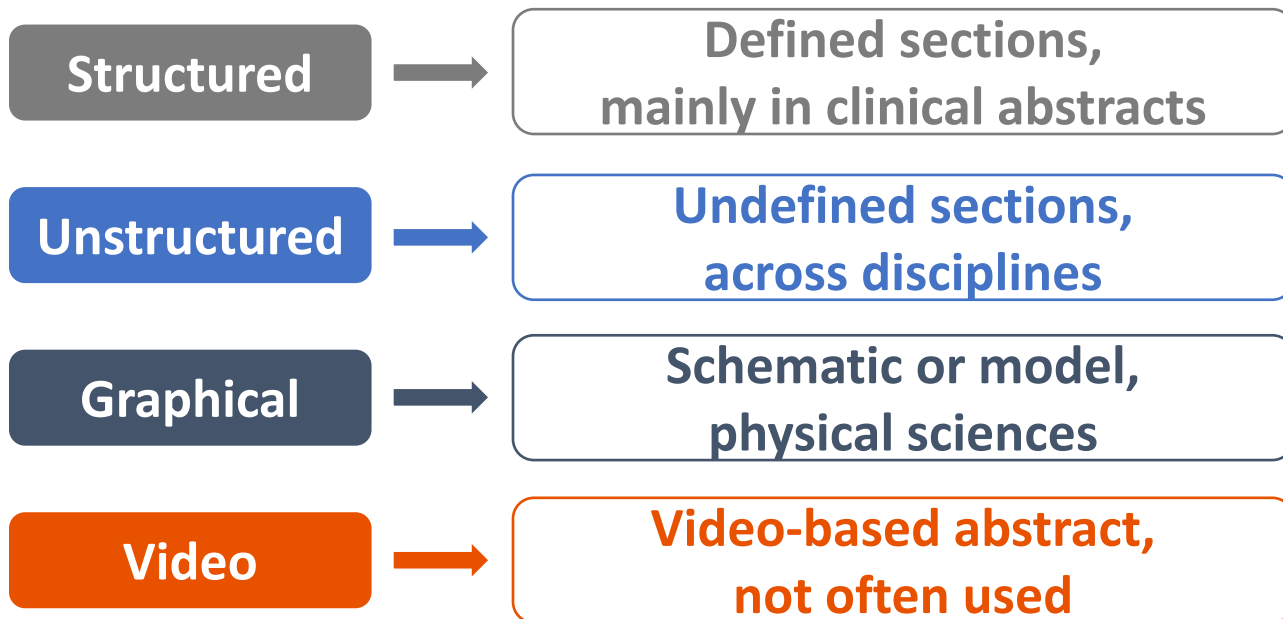 Structured
Defined sections,
mainly in clinical abstracts
Unstructured
Undefined sections,
across disciplines
Graphical
Schematic or model,
physical sciences
Video
Video-based abstract,
not often used